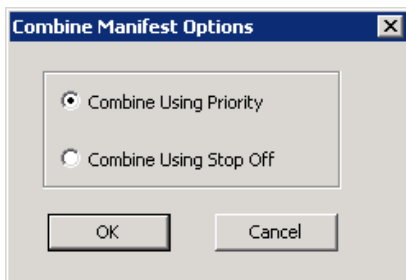 Combine Manifest Options
Combine Using Priority
Combine Using Stop Off
OK Cancel